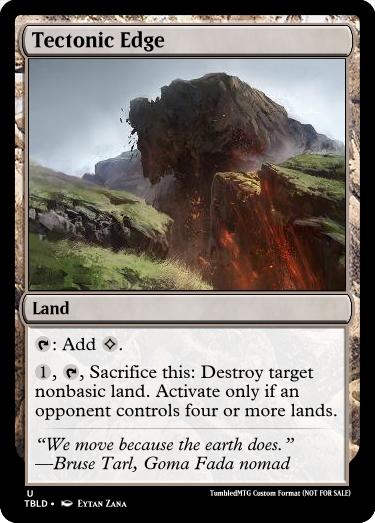 Tectonic Edge
Land
T: Add C.
1, T, Sacrifice this: Destroy target
nonbasic land. Activate only if an
opponent controls four or more lands.
“We move because the earth does.”
—Bruse Tarl, Goma Fada nomad
U
TBLD • Eytan Zana
TumbledMTG Custom Format (NOT FOR SALE)